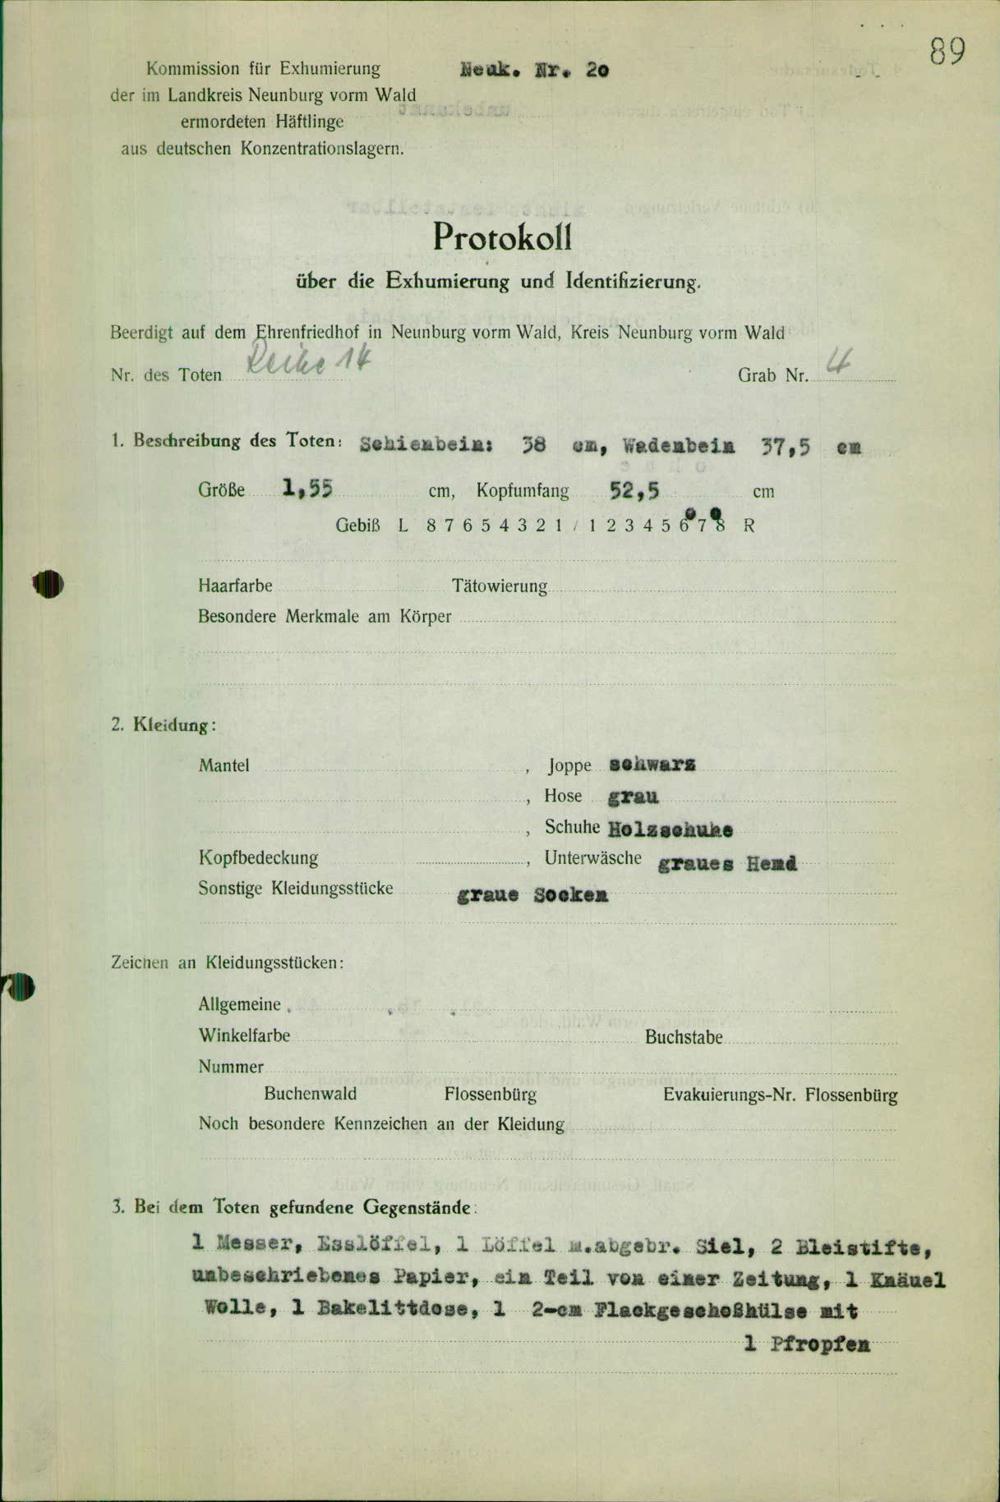 89
Kommission für Exhumierung
Neuk. Nr. 20
der im Landkreis Neunburg vorm Wald
ermordeten Häftlinge
aus deutschen Konzentrationslagern.
Protokoll
über die Exhumierung und Identifizierung.
Beerdigt auf dem Ehrenfriedhof in Neunburg vorm Wald, Kreis Neunburg vorm Wald
Nr. des Toten Reihe 14 Grab Nr. 4
1. Beschreibung des Toten: Schienbein: 38 cm, Wadenbein 37,5 cm
Größe 1,55 cm, Kopfumfang 52,5 cm
Gebiß L 8 7 6 5 4 3 2 1 / 1 2 3 4 5 6 7 8 R
Haarfarbe Tätowierung
Besondere Merkmale am Körper
2. Kleidung:
Mantel , Joppe schwarz
, Hose grau
, Schuhe Holzschuhe
Kopfbedeckung , Unterwäsche graues Hemd
Sonstige Kleidungsstücke graue Socken
Zeichen an Kleidungsstücken:
Allgemeine
Winkelfarbe Buchstabe
Nummer
Buchenwald Flossenbürg Evakuierungs-Nr. Flossenbürg
Noch besondere Kennzeichen an der Kleidung
3. Bei dem Toten gefundene Gegenstände:
1 Messer, Esslöffel, 1 Löffel m.abgebr. Siel, 2 Bleistifte,
unbeschriebenes Papier, ein Teil von einer Zeitung, 1 Knäuel
Wolle, 1 Bakelittdose, 1 2-cm Flackgeschoßhülse mit
1 Pfropfen